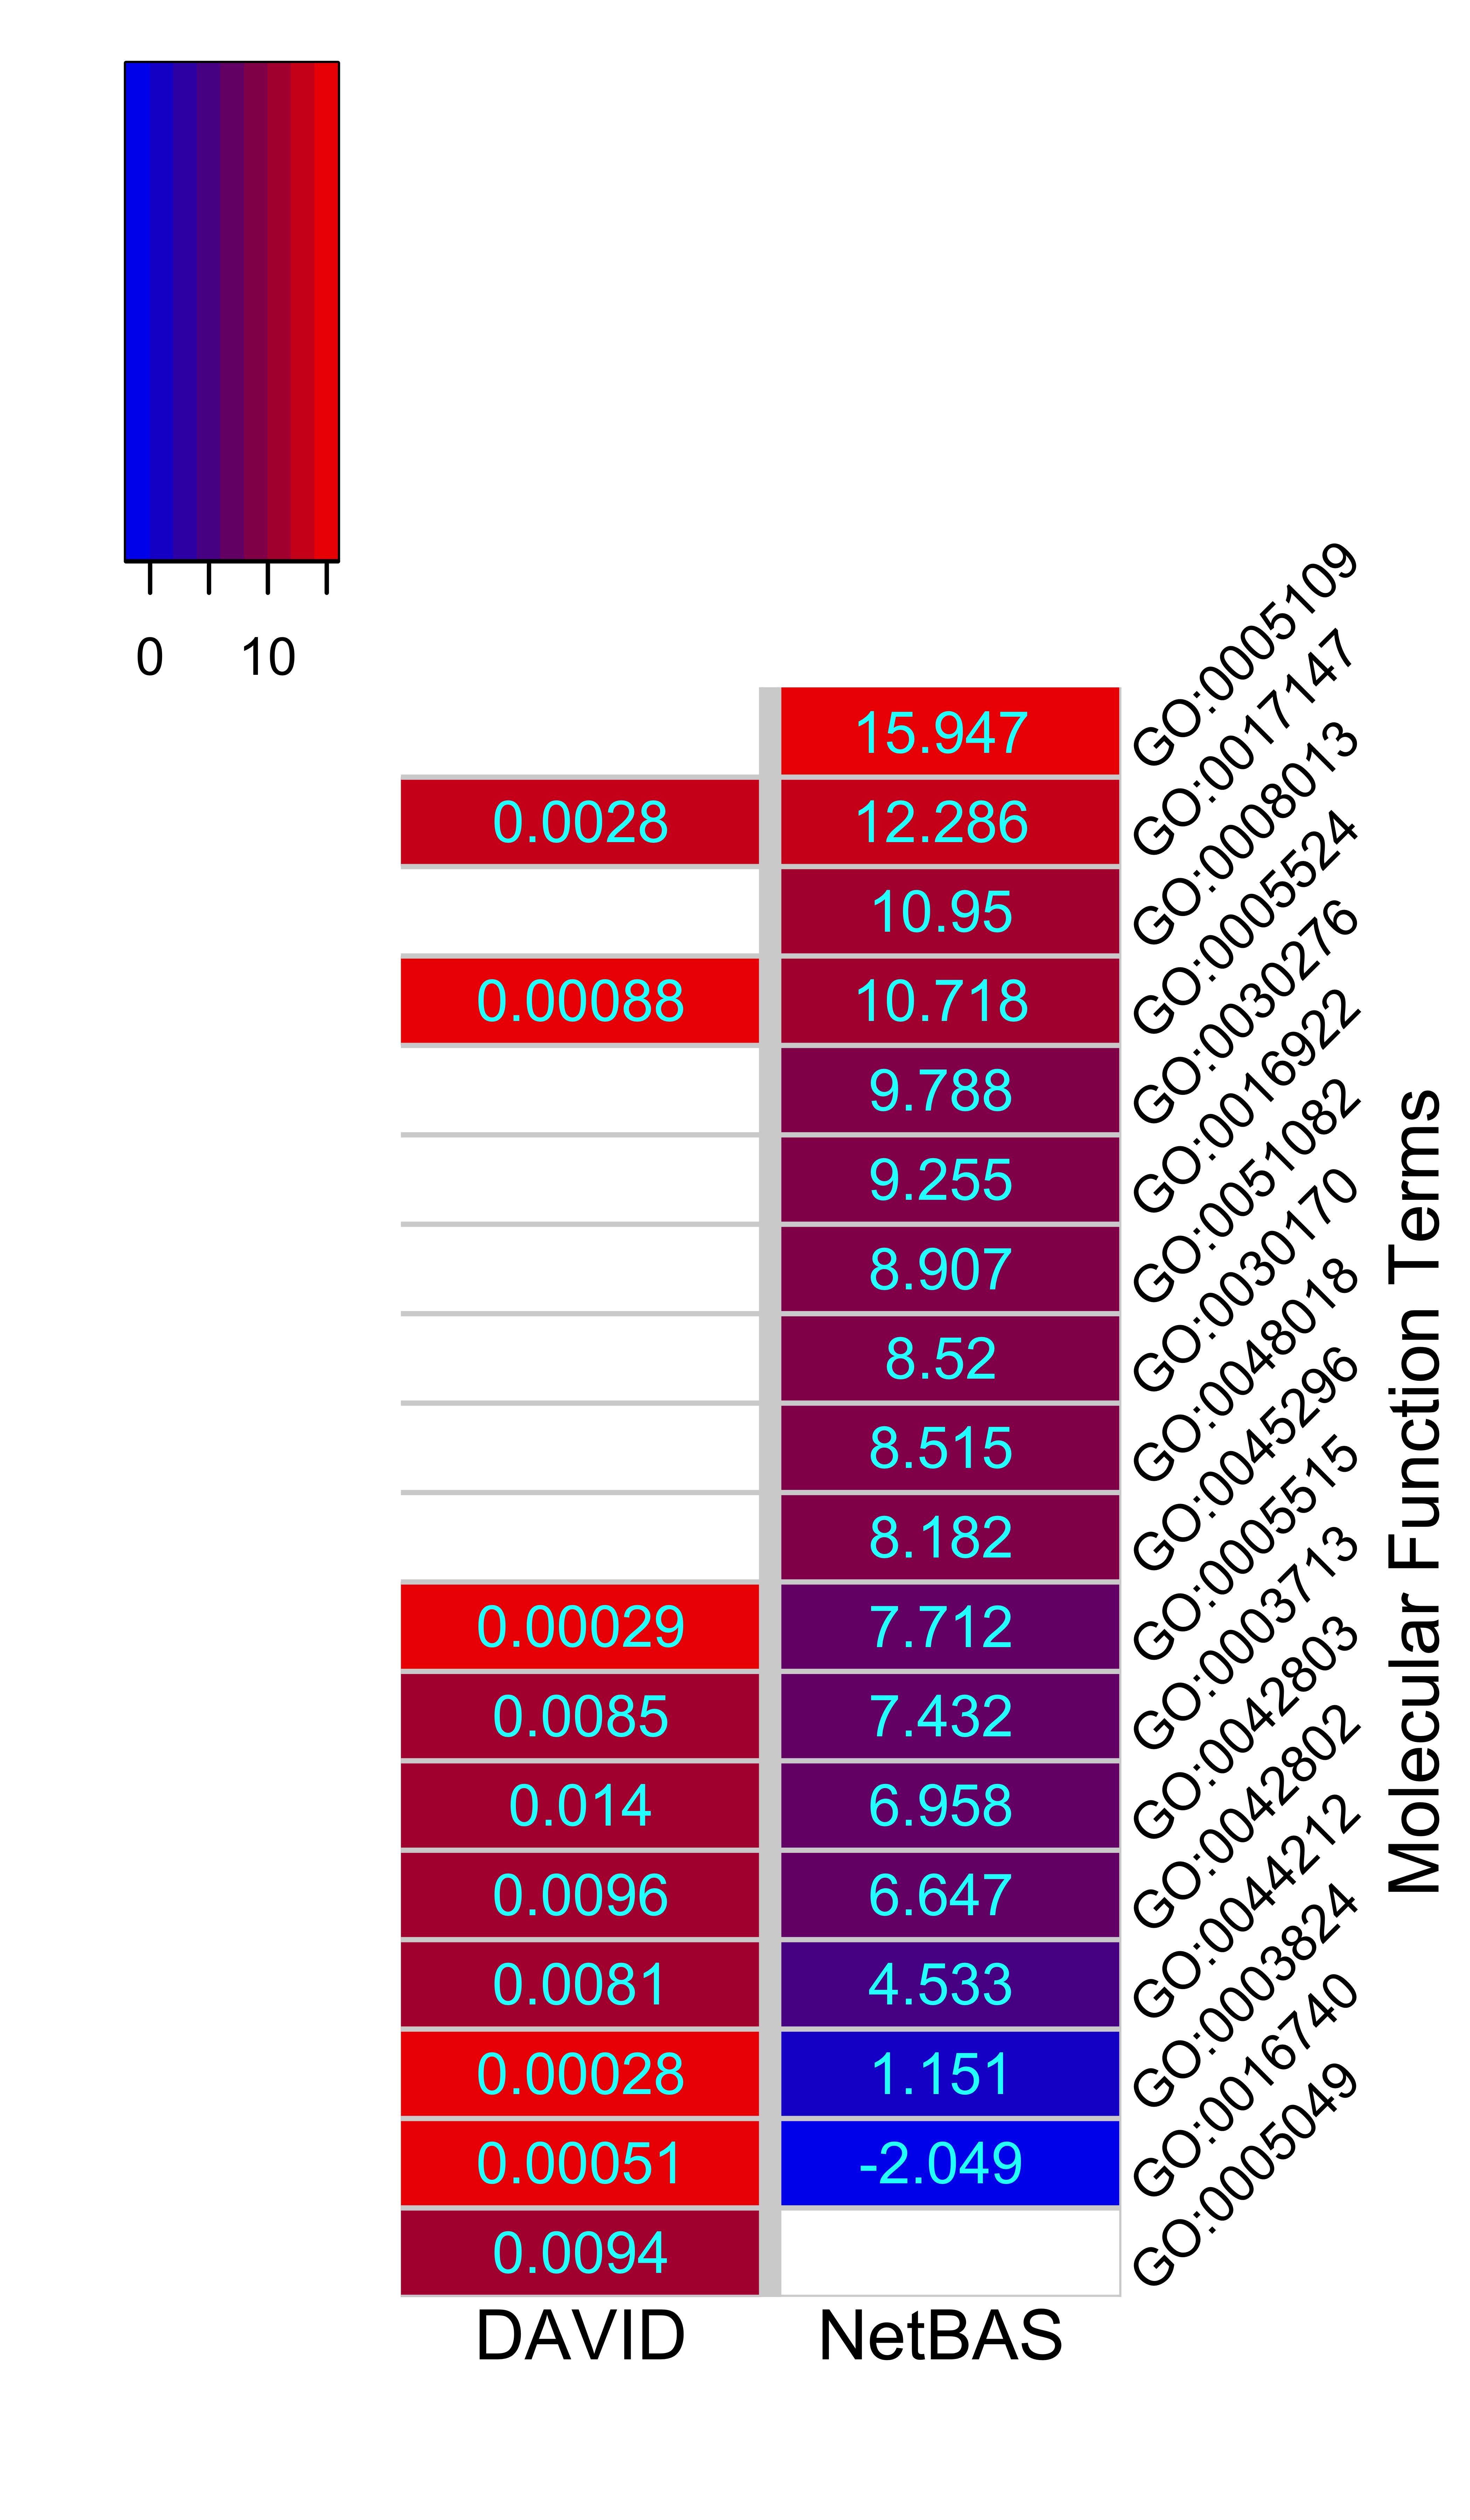 0 10
15.947 GO:0005109
0.0028 12.286 GO:0017147
10.95 GO:0008013
0.00088 10.718 GO:0005524
9.788 GO:0030276
9.255 GO:0016922
8.907 GO:0051082
8.52 GO:0030170
8.515 GO:0048018
8.182 GO:0045296
0.00029 7.712 GO:0005515
0.0085 7.432 GO:0003713
0.014 6.958 GO:0042803
0.0096 6.647 GO:0042802
0.0081 4.533 GO:0044212
0.00028 1.151 GO:0003824
0.00051 -2.049 GO:0016740
0.0094 GO:0005048
DAVID NetBAS
Molecular Function Terms